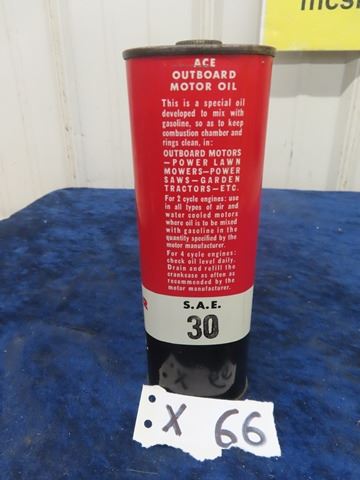 ACE
OUTBOARD
MOTOR OIL
This is a special oil
developed to mix with
gasoline, so as to keep
combustion chamber and
rings clean, in:
OUTBOARD MOTORS
—POWER LAWN
MOWERS—POWER
SAWS—GARDEN
TRACTORS—ETC.
For 2 cycle engines: use
in all types of air and
water cooled motors
where oil is to be mixed
with gasoline in the
quantity specified by the
motor manufacturer.
For 4 cycle engines:
check oil level daily.
Drain and refill the
crankcase as often as
recommended by the
motor manufacturer.
S.A.E.
30
X 66